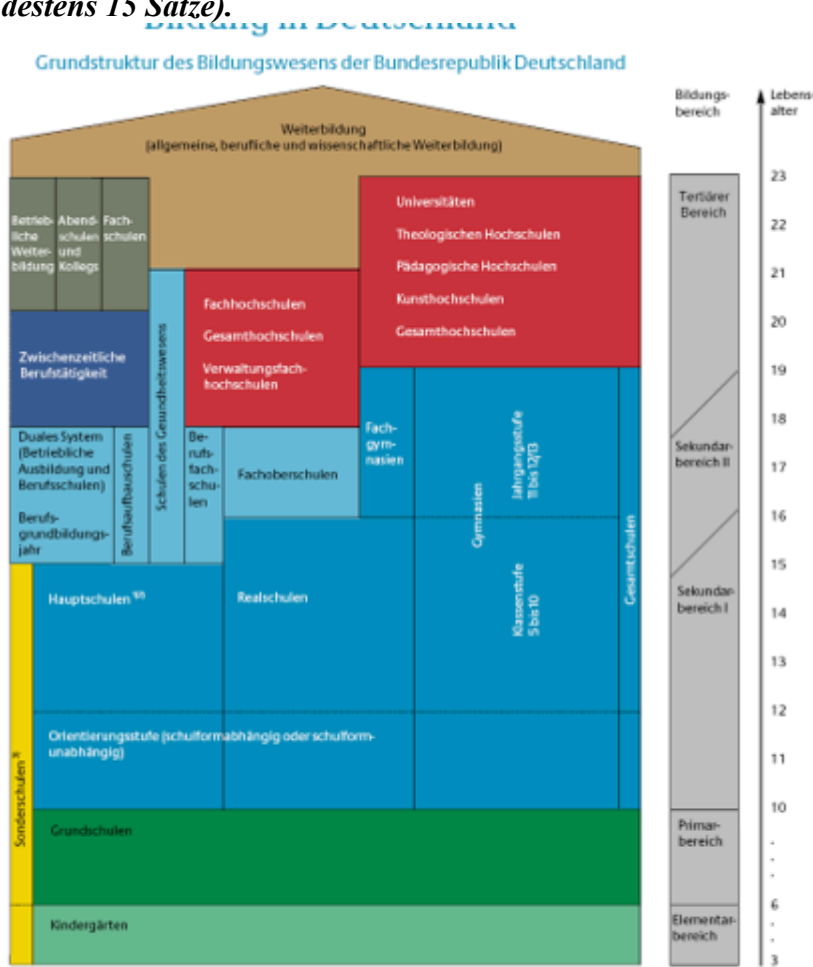 destens 15 Sätze).
Bildung in Deutschland
Grundstruktur des Bildungswesens der Bundesrepublik Deutschland
Bildungs-
bereich
Lebens-
alter
Weiterbildung
(allgemeine, berufliche und wissenschaftliche Weiterbildung)
Betrieb-
liche
Weiter-
bildung
Abend-
schulen
und
Kollegs
Fach-
schulen
Universitäten
Theologischen Hochschulen
Pädagogische Hochschulen
Kunsthochschulen
Gesamthochschulen
Fachhochschulen
Gesamthochschulen
Verwaltungsfach-
hochschulen
Zwischenzeitliche
Berufstätigkeit
Schulen des Gesundheitswesens
Duales System
(Betriebliche
Ausbildung und
Berufsschulen)
Berufs-
grundbildungs-
jahr
Berufsaufbauschulen
Be-
rufs-
fach-
schu-
len
Fachoberschulen
Fach-
gym-
nasien
Gymnasien
Jahrgangsstufe
11 bis 12/13
Klassenstufe
5 bis 10
Gesamtschulen
Hauptschulen
Realschulen
Orientierungsstufe (schulformabhängig oder schulform-
unabhängig)
Sonderschulen
Grundschulen
Kindergärten
Tertiärer
Bereich
Sekundar-
bereich II
Sekundar-
bereich I
Primar-
bereich
Elementar-
bereich
23
22
21
20
19
18
17
16
15
14
13
12
11
10
.
.
.
6
.
.
3